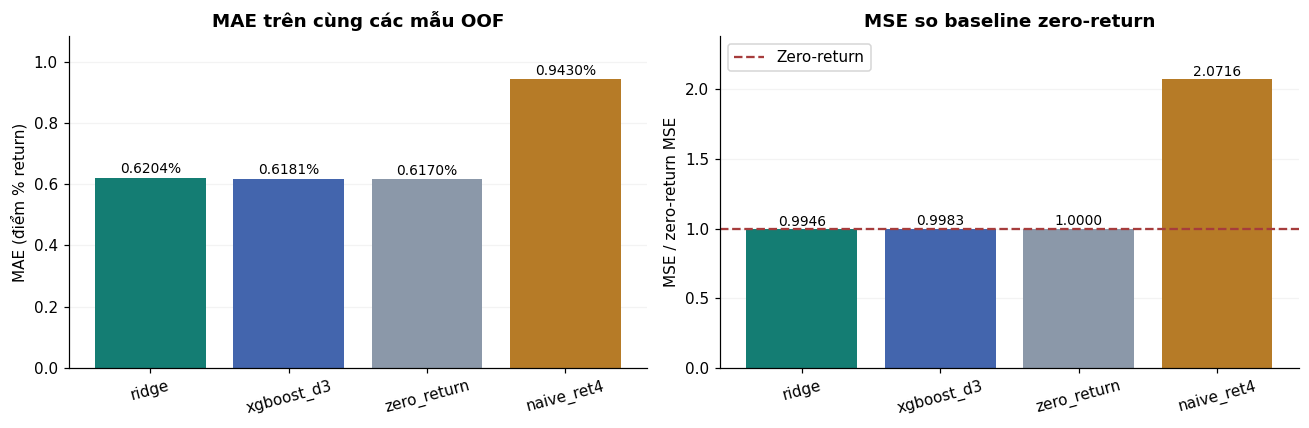 MAE trên cùng các mẫu OOF
MAE (điểm % return)
1.0
0.8
0.6
0.4
0.2
0.0
0.6204%
0.6181%
0.6170%
0.9430%
ridge
xgboost_d3
zero_return
naive_ret4
MSE so baseline zero-return
Zero-return
MSE / zero-return MSE
2.0
1.5
1.0
0.5
0.0
0.9946
0.9983
1.0000
2.0716
ridge
xgboost_d3
zero_return
naive_ret4